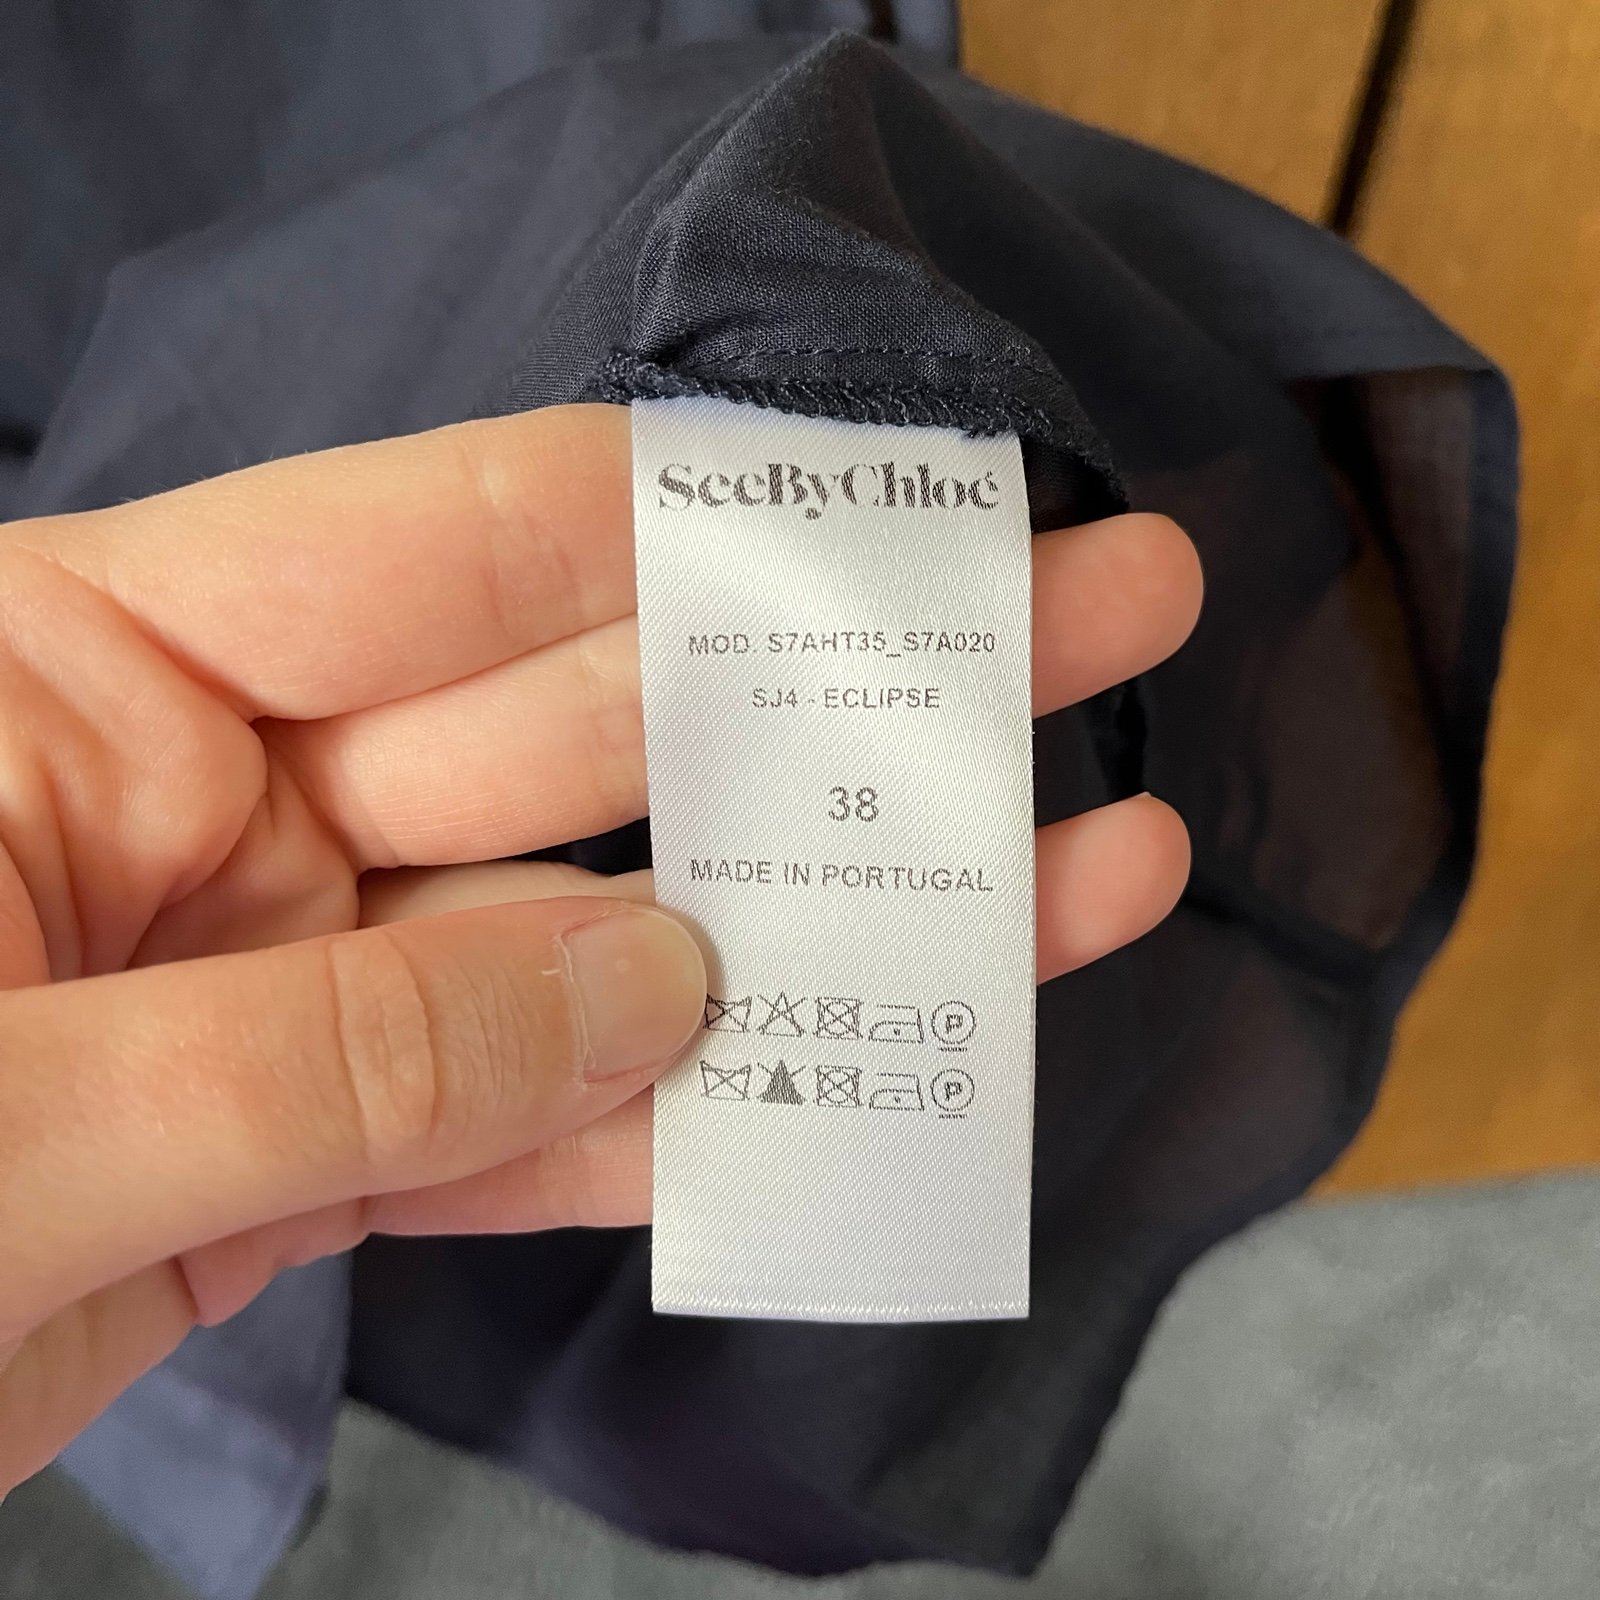 SeeByChloé
MOD. S7AHT35_S7A020
SJ4 - ECLIPSE
38
MADE IN PORTUGAL
P
P